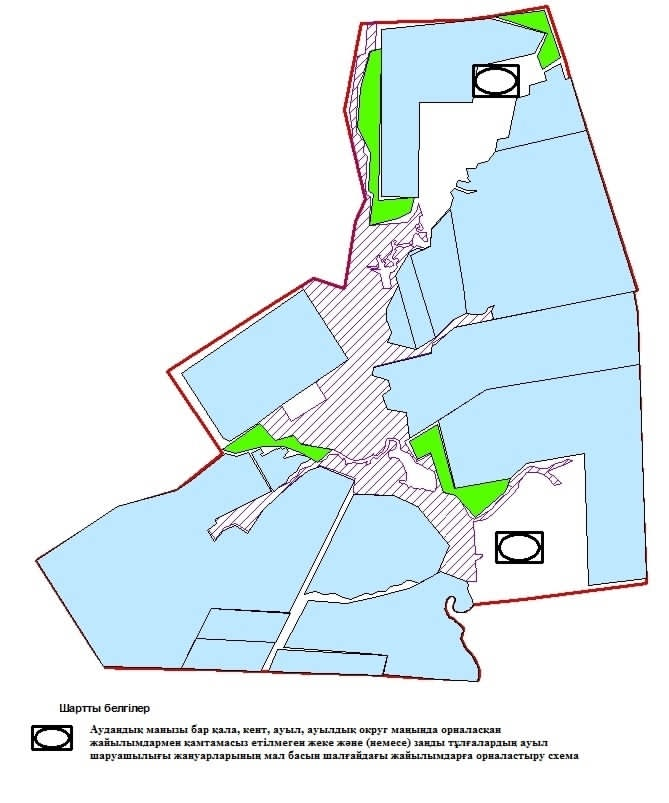 Шартты белгілер
Аудандық маңызы бар қала, кент, ауыл, ауылдық округ маңында орналасқан
жайылымдармен қамтамасыз етілмеген жеке және (немесе) заңды тұлғалардың ауыл
шаруашылығы жануарларының мал басын шалғайдағы жайылымдарға орналастыру схема